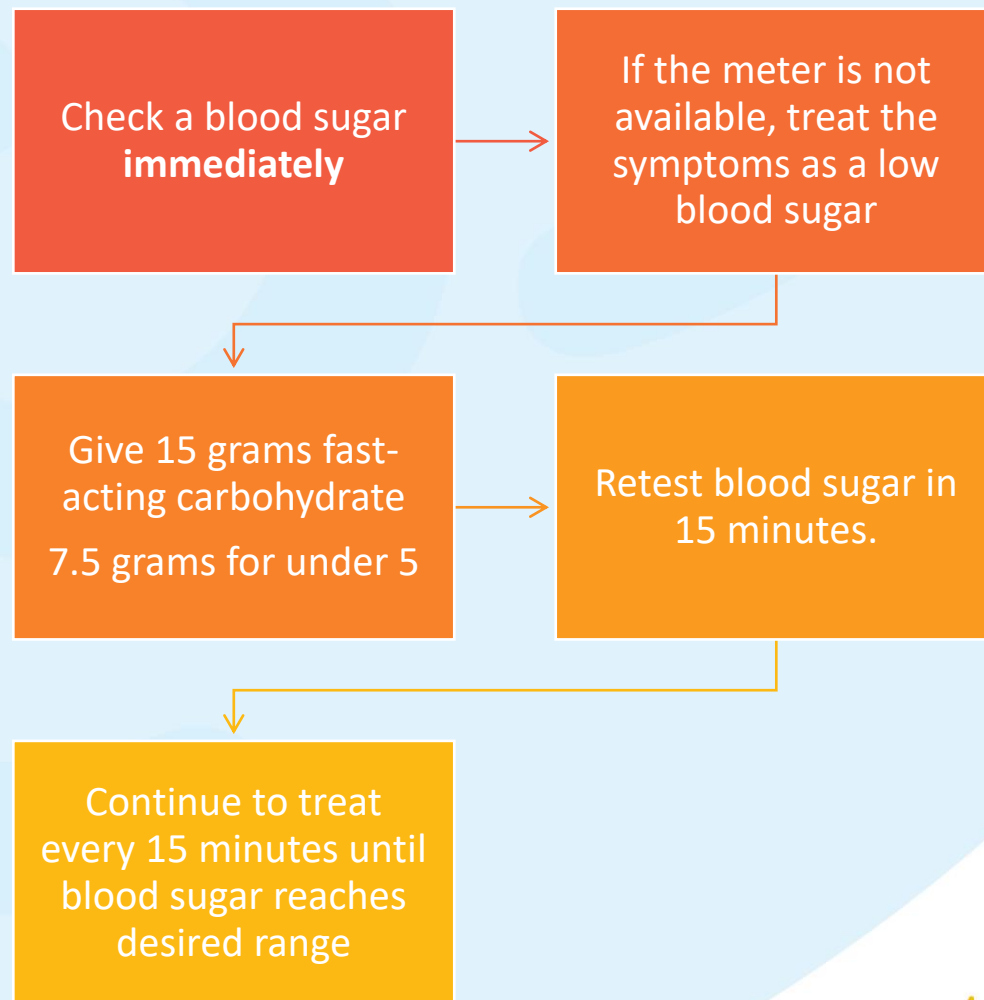 Check a blood sugar
immediately
If the meter is not
available, treat the
symptoms as a low
blood sugar
Give 15 grams fast-
acting carbohydrate
7.5 grams for under 5
Retest blood sugar in
15 minutes.
Continue to treat
every 15 minutes until
blood sugar reaches
desired range